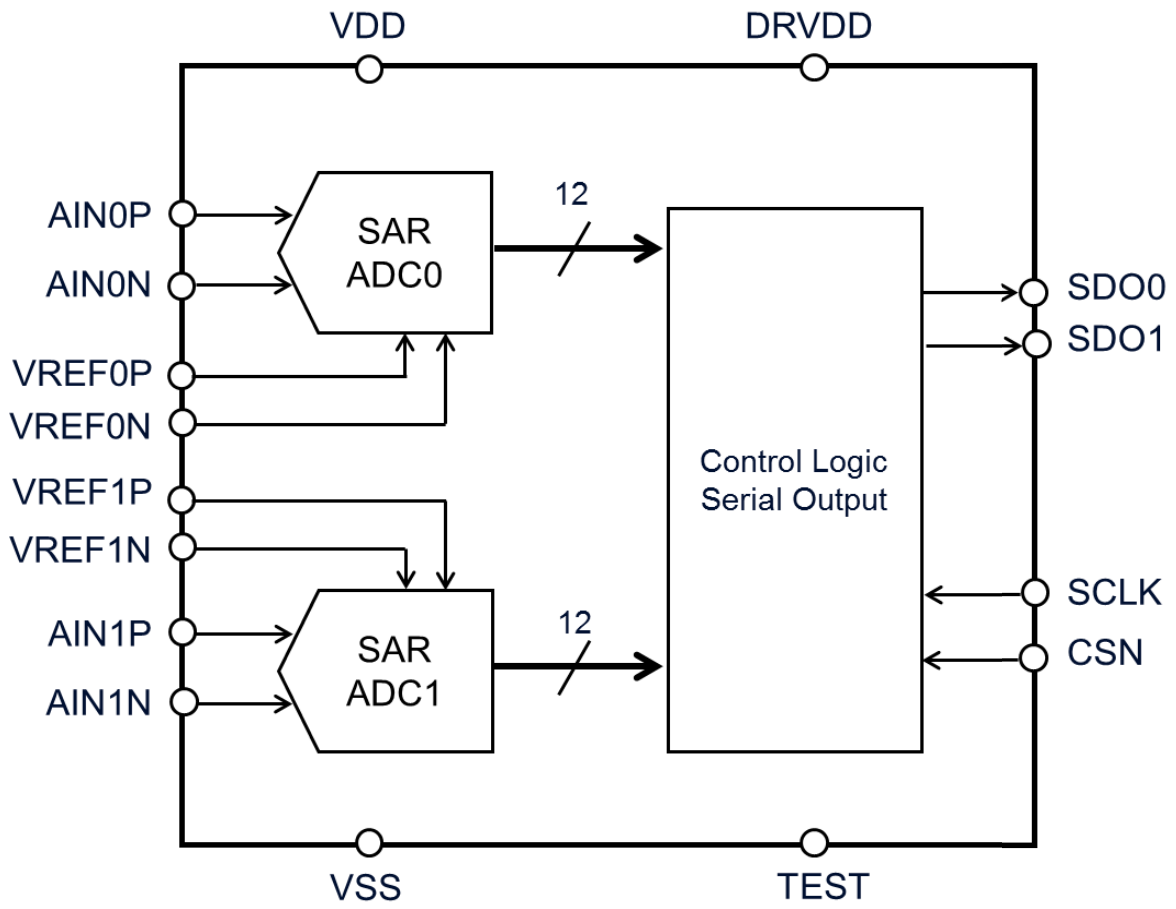 VDD
DRVDD
AIN0P
AIN0N
VREF0P
VREF0N
VREF1P
VREF1N
AIN1P
AIN1N
SAR
ADC0
12
SAR
ADC1
12
Control Logic
Serial Output
SDO0
SDO1
SCLK
CSN
VSS
TEST